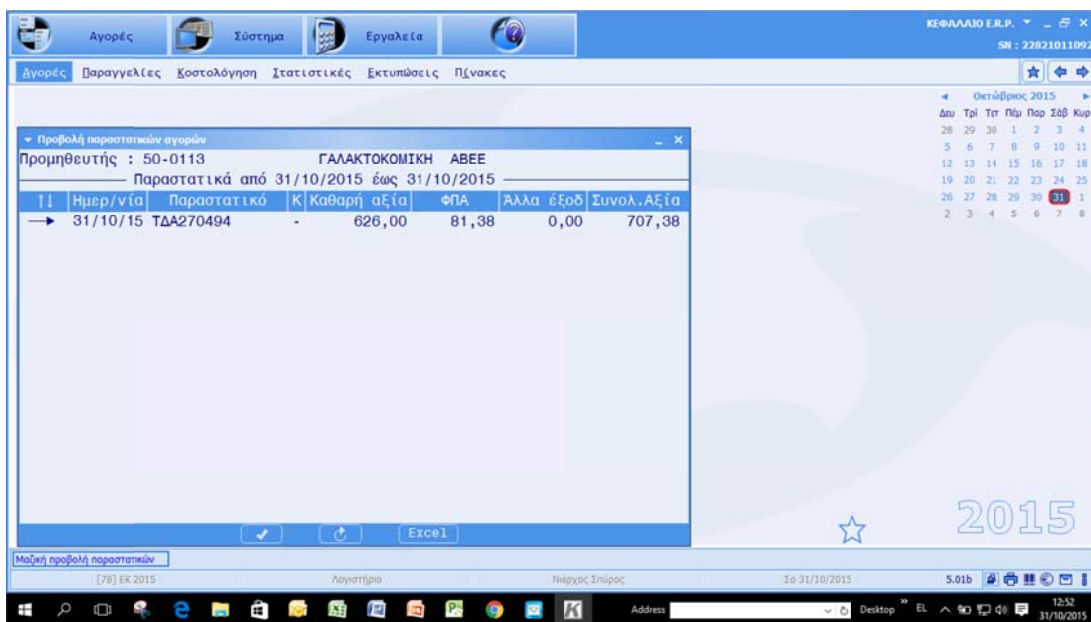 Αγορές Σύστημα Εργαλεία
ΚΕΦΑΛΑΙΟ E.R.P.
SN : 22821011092
Αγορές Παραγγελίες Κοστολόγηση Στατιστικές Εκτυπώσεις Πίνακες
Οκτώβριος 2015
Δευ Τρί Τετ Πέμ Παρ Σάβ Κυρ
28 29 30 1 2 3 4
5 6 7 8 9 10 11
12 13 14 15 16 17 18
19 20 21 22 23 24 25
26 27 28 29 30 31 1
2 3 4 5 6 7 8
Προβολή παραστατικών αγορών
Προμηθευτής : 50-0113 ΓΑΛΑΚΤΟΚΟΜΙΚΗ ΑΒΕΕ
Παραστατικά από 31/10/2015 έως 31/10/2015
↑↓ Ημερ/νία Παραστατικό Κ Καθαρή αξία ΦΠΑ Άλλα έξοδ Συνολ.Αξία
31/10/15 ΤΔΑ270494 - 626,00 81,38 0,00 707,38
Excel
2015
Μαζική προβολή παραστατικών
[78] ΕΚ 2015 Λογιστήριο Νιάρχος Σπύρος Σα 31/10/2015 5.01b
Address Desktop » EL 12:52
31/10/2015